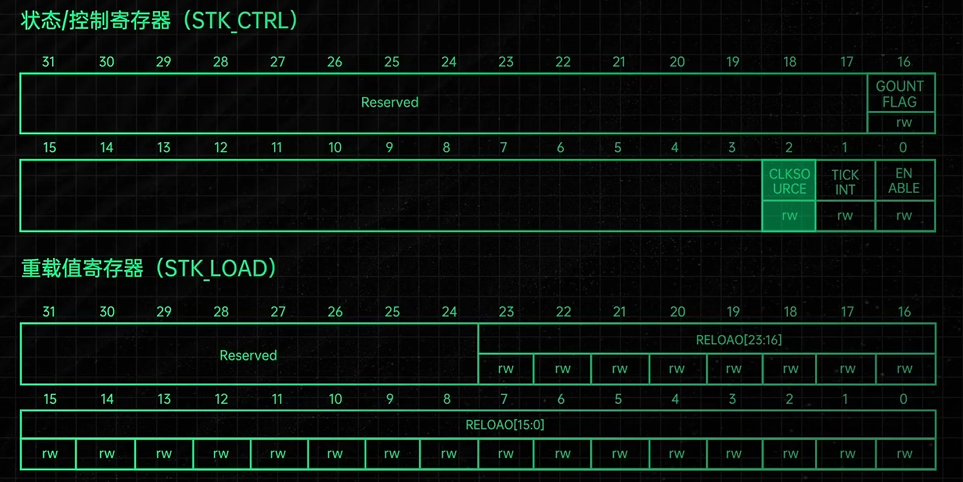 状态/控制寄存器（STK_CTRL）
31 30 29 28 27 26 25 24 23 22 21 20 19 18 17 16
Reserved
GOUNT
FLAG
rw
15 14 13 12 11 10 9 8 7 6 5 4 3 2 1 0
CLKSO TICK EN
URCE INT ABLE
rw rw rw
重载值寄存器（STK_LOAD）
31 30 29 28 27 26 25 24 23 22 21 20 19 18 17 16
Reserved
RELOAO[23:16]
rw rw rw rw rw rw rw rw
15 14 13 12 11 10 9 8 7 6 5 4 3 2 1 0
RELOAO[15:0]
rw rw rw rw rw rw rw rw rw rw rw rw rw rw rw rw